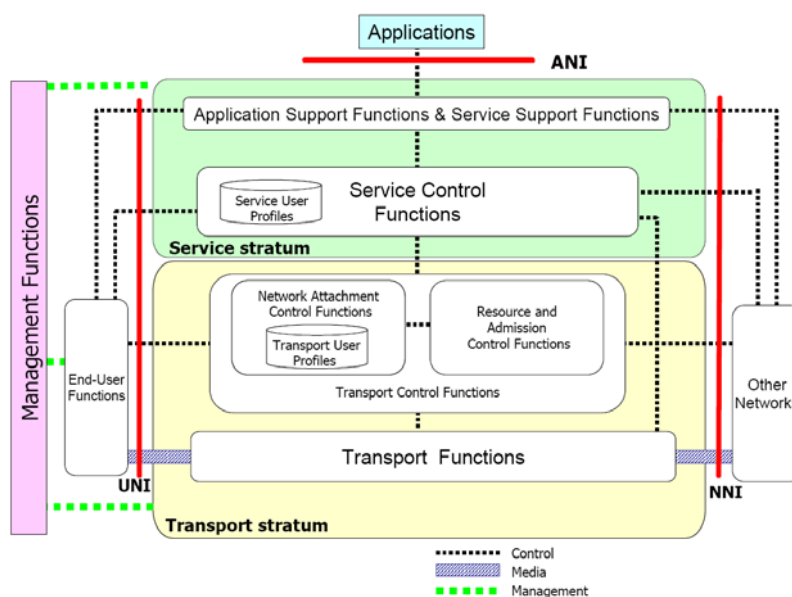 Applications
ANI
Application Support Functions & Service Support Functions
Service User
Profiles
Service Control
Functions
Service stratum
Management Functions
Network Attachment
Control Functions
Transport User
Profiles
Resource and
Admission
Control Functions
Transport Control Functions
End-User
Functions
Other
Networks
Transport Functions
UNI
NNI
Transport stratum
Control
Media
Management